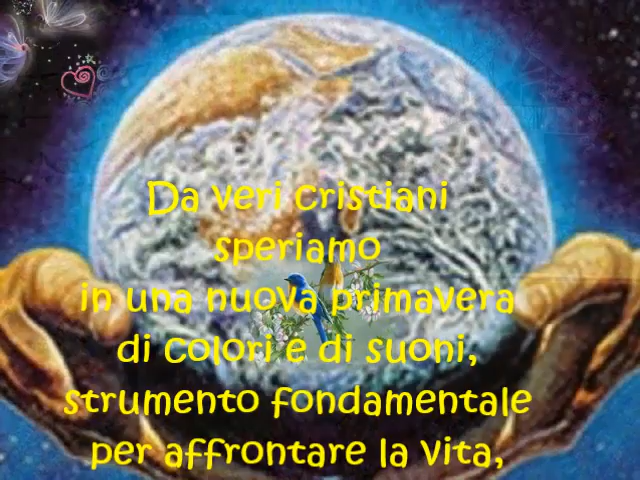 Da veri cristiani
speriamo
in una nuova primavera
di colori e di suoni,
strumento fondamentale
per affrontare la vita,